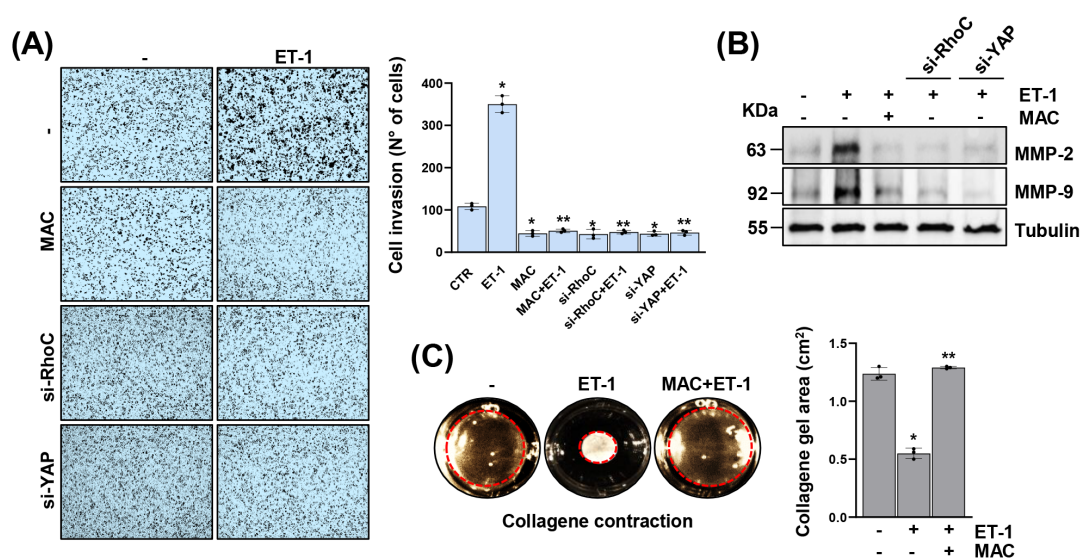 (A)
- ET-1
-
MAC
si-RhoC
si-YAP
Cell invasion (N° of cells)
400
300
200
100
0
*
* ** * ** * **
CTR
ET-1
MAC
MAC+ET-1
si-RhoC
si-RhoC+ET-1
si-YAP
si-YAP+ET-1
(B)
si-RhoC si-YAP
- + + + + ET-1
KDa - - + - - MAC
63 MMP-2
92 MMP-9
55 Tubulin
(C)
- ET-1 MAC+ET-1
Collagene contraction
Collagene gel area (cm²)
1.5
1.0
0.5
0.0
**
*
- + + ET-1
- - + MAC